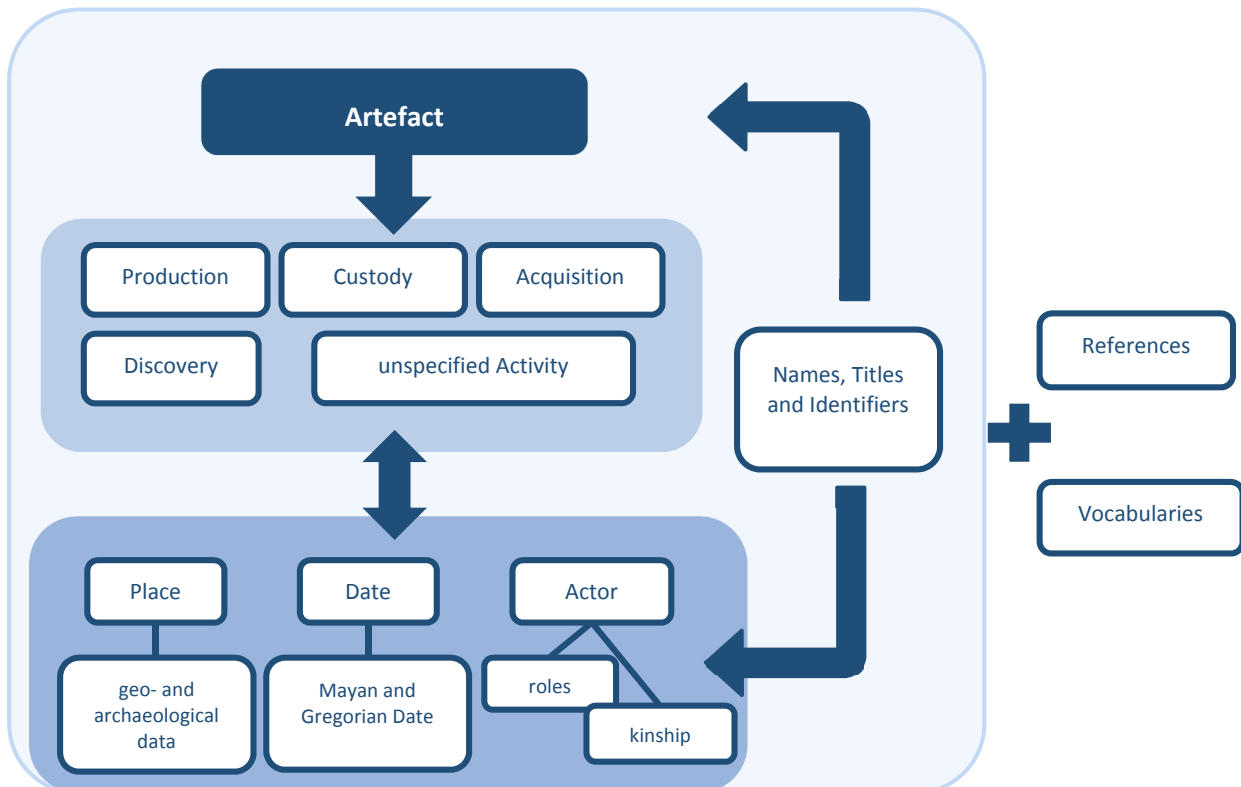 Artefact
Production
Custody
Acquisition
Discovery
unspecified Activity
Names, Titles
and Identifiers
References
Vocabularies
Place
Date
Actor
geo- and
archaeological
data
Mayan and
Gregorian Date
roles
kinship